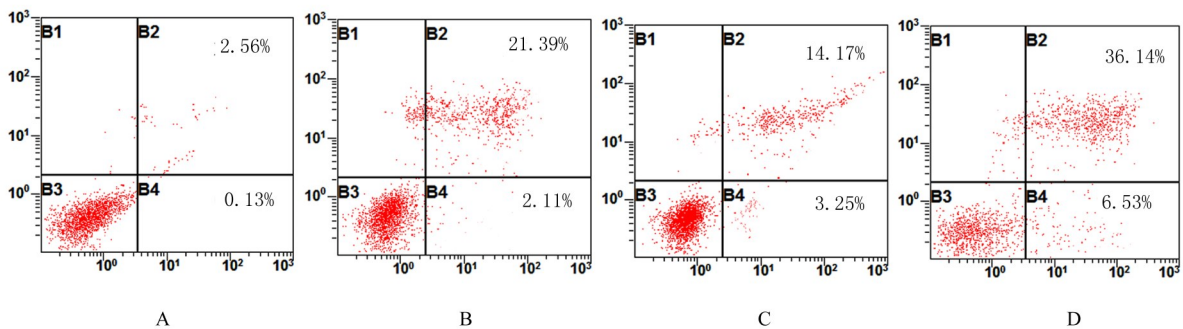 10³ 10² 10¹ 10⁰ B1 B2 2.56% B3 B4 0.13% 10⁰ 10¹ 10² 10³
A
10³ 10² 10¹ 10⁰ B1 B2 21.39% B3 B4 2.11% 10⁰ 10¹ 10² 10³
B
10³ 10² 10¹ 10⁰ B1 B2 14.17% B3 B4 3.25% 10⁰ 10¹ 10² 10³
C
10³ 10² 10¹ 10⁰ B1 B2 36.14% B3 B4 6.53% 10⁰ 10¹ 10² 10³
D